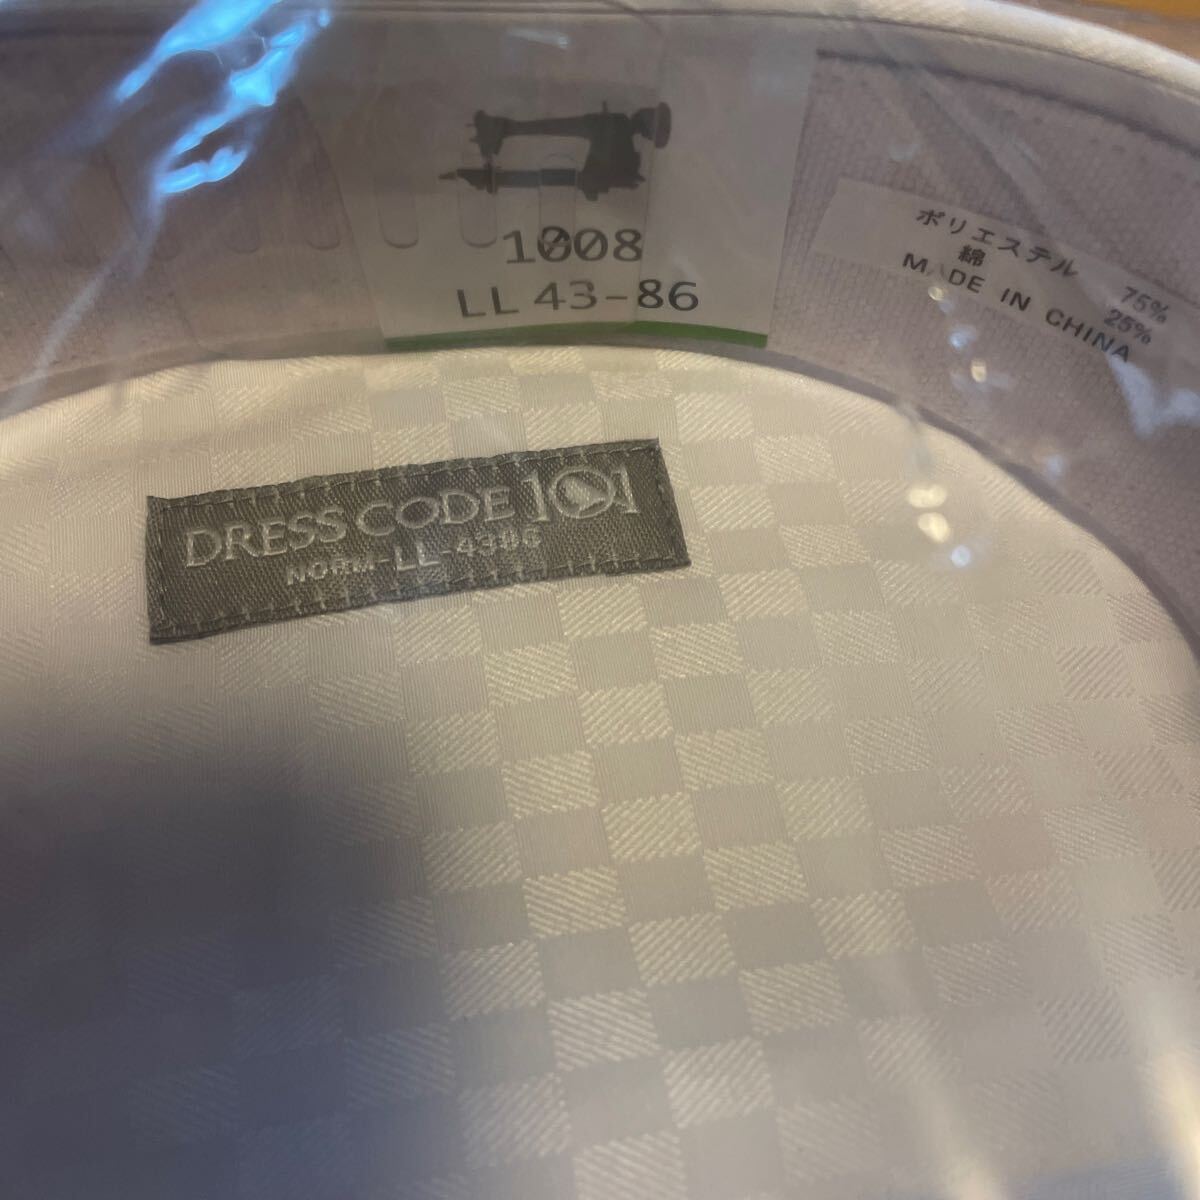 1008
LL 43-86
ポリエステル 75%
綿 25%
MADE IN CHINA
DRESS CODE 101
NORM-LL-4386